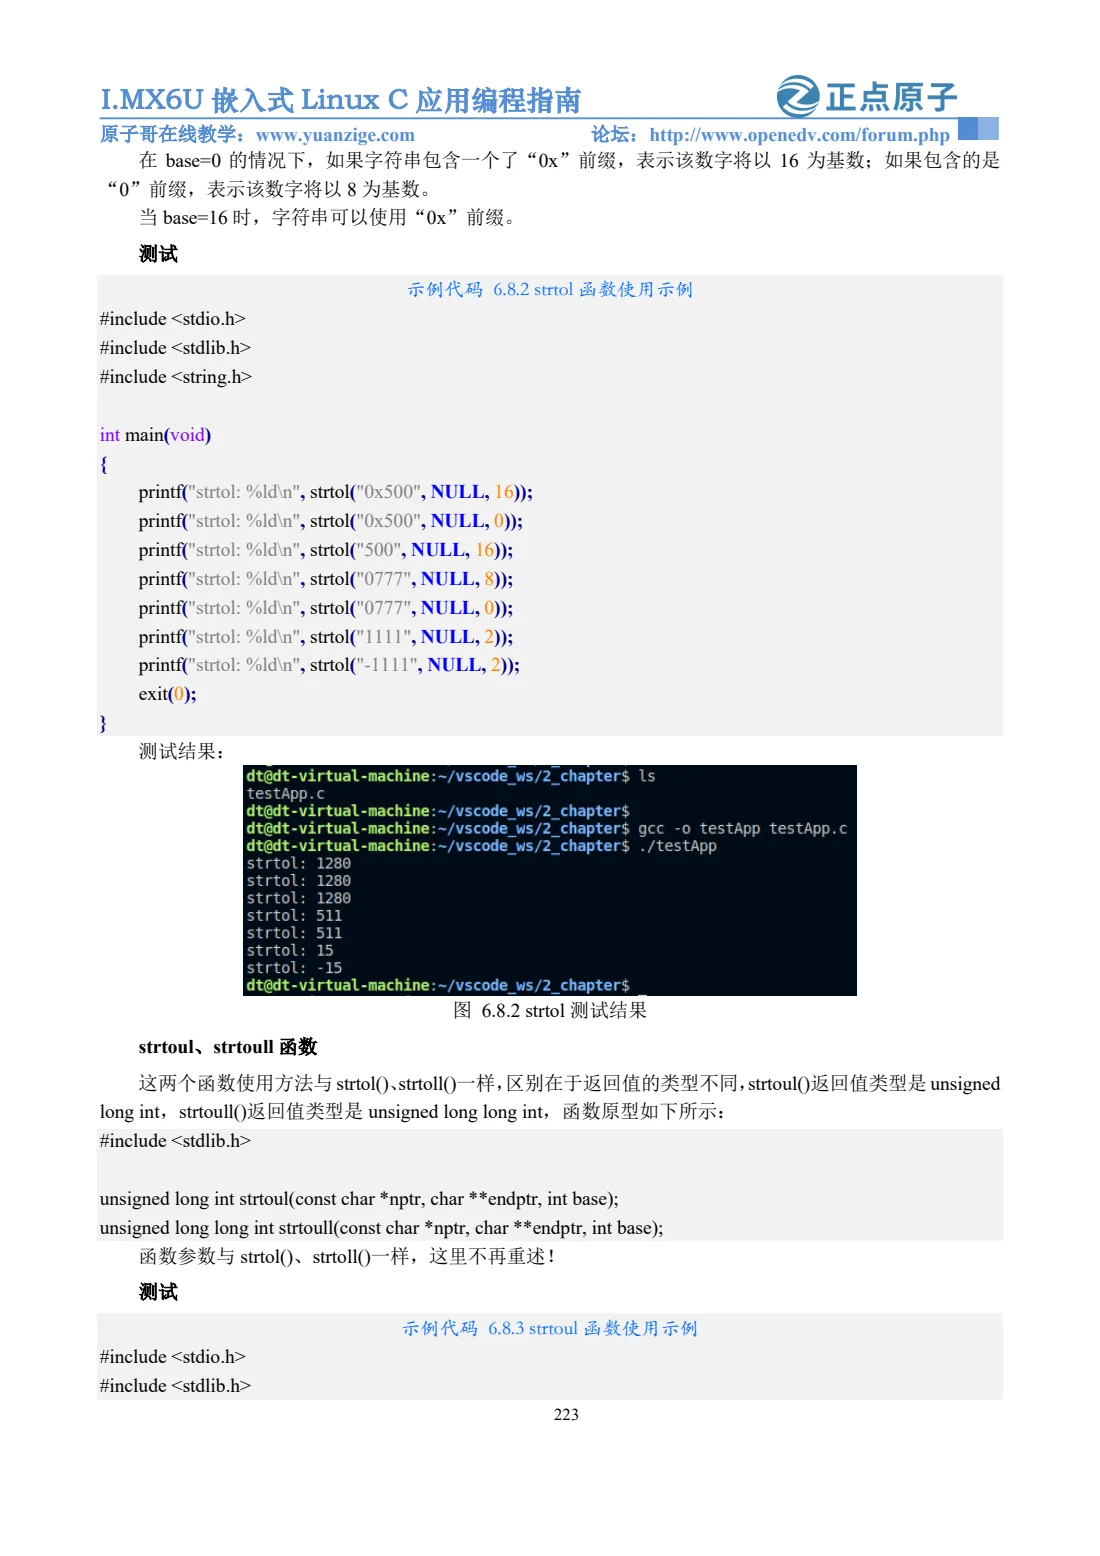 I.MX6U 嵌入式 Linux C 应用编程指南
正点原子
原子哥在线教学：www.yuanzige.com 论坛：http://www.openedv.com/forum.php
在 base=0 的情况下，如果字符串包含一个了“0x”前缀，表示该数字将以 16 为基数；如果包含的是
“0”前缀，表示该数字将以 8 为基数。
当 base=16 时，字符串可以使用“0x”前缀。
测试
示例代码 6.8.2 strtol 函数使用示例
#include <stdio.h>
#include <stdlib.h>
#include <string.h>
int main(void)
{
printf("strtol: %ld\n", strtol("0x500", NULL, 16));
printf("strtol: %ld\n", strtol("0x500", NULL, 0));
printf("strtol: %ld\n", strtol("500", NULL, 16));
printf("strtol: %ld\n", strtol("0777", NULL, 8));
printf("strtol: %ld\n", strtol("0777", NULL, 0));
printf("strtol: %ld\n", strtol("1111", NULL, 2));
printf("strtol: %ld\n", strtol("-1111", NULL, 2));
exit(0);
}
测试结果：
dt@dt-virtual-machine:~/vscode_ws/2_chapter$ ls
testApp.c
dt@dt-virtual-machine:~/vscode_ws/2_chapter$
dt@dt-virtual-machine:~/vscode_ws/2_chapter$ gcc -o testApp testApp.c
dt@dt-virtual-machine:~/vscode_ws/2_chapter$ ./testApp
strtol: 1280
strtol: 1280
strtol: 1280
strtol: 511
strtol: 511
strtol: 15
strtol: -15
dt@dt-virtual-machine:~/vscode_ws/2_chapter$
图 6.8.2 strtol 测试结果
strtoul、strtoull 函数
这两个函数使用方法与 strtol()、strtoll()一样，区别在于返回值的类型不同，strtoul()返回值类型是 unsigned
long int，strtoull()返回值类型是 unsigned long long int，函数原型如下所示：
#include <stdlib.h>
unsigned long int strtoul(const char *nptr, char **endptr, int base);
unsigned long long int strtoull(const char *nptr, char **endptr, int base);
函数参数与 strtol()、strtoll()一样，这里不再重述！
测试
示例代码 6.8.3 strtoul 函数使用示例
#include <stdio.h>
#include <stdlib.h>
223